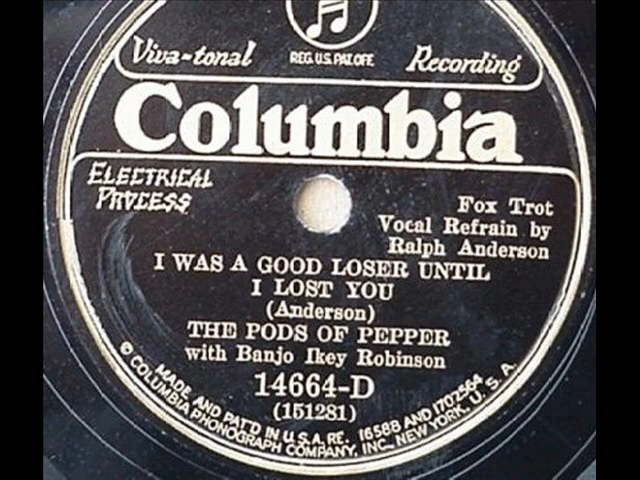 Viva-tonal Recording
REG. U.S. PAT. OFF.
Columbia
ELECTRICAL
PROCESS
Fox Trot
Vocal Refrain by
Ralph Anderson
I WAS A GOOD LOSER UNTIL
I LOST YOU
(Anderson)
THE PODS OF PEPPER
with Banjo Ikey Robinson
14664-D
(151281)
MADE AND PAT'D IN U.S.A. RE. 16588 AND 1702564
© COLUMBIA PHONOGRAPH COMPANY, INC. NEW YORK, U.S.A.